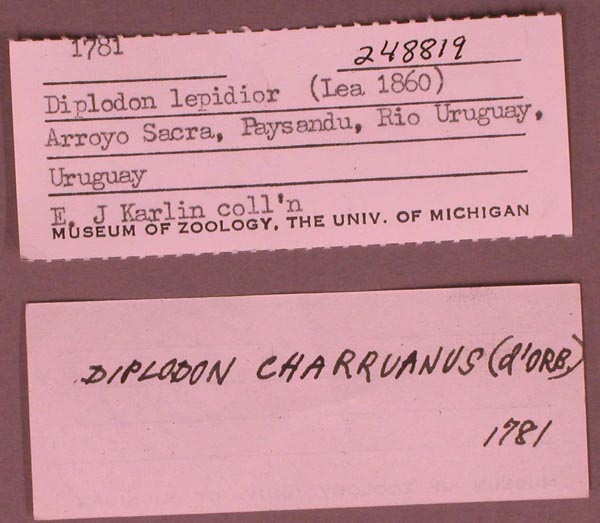 1781
248819
Diplodon lepidior (Lea 1860)
Arroyo Sacra, Paysandu, Rio Uruguay,
Uruguay
E. J Karlin coll'n
MUSEUM OF ZOOLOGY, THE UNIV. OF MICHIGAN
DIPLODON CHARRUANUS (d'ORB.)
1781